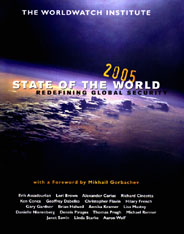 THE WORLDWATCH INSTITUTE
2005
STATE OF THE WORLD
REDEFINING GLOBAL SECURITY
with a Foreword by Mikhail Gorbachev
Erik Assadourian Lori Brown Alexander Carius Richard Cincotta
Ken Conca Geoffrey Dabelko Christopher Flavin Hilary French
Gary Gardner Brian Halweil Annika Kramer Lisa Mastny
Danielle Nierenberg Dennis Pirages Thomas Prugh Michael Renner
Janet Sawin Linda Starke Aaron Wolf